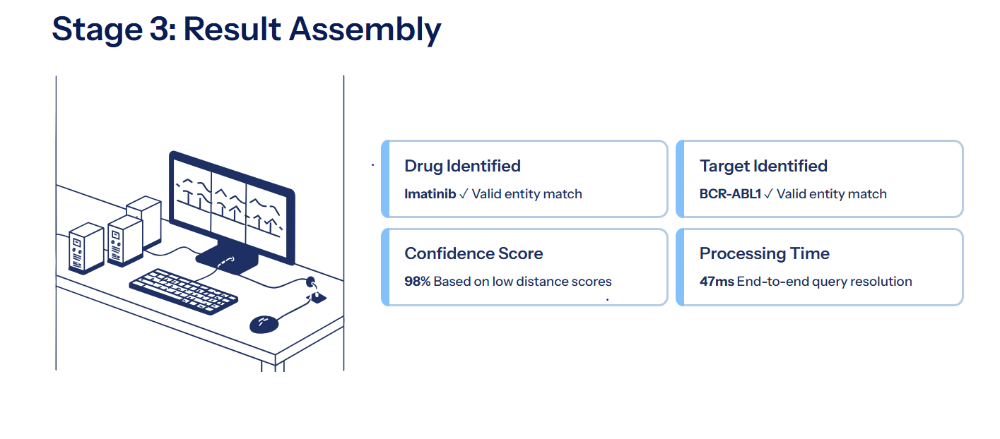 Stage 3: Result Assembly
Drug Identified
Imatinib ✓ Valid entity match
Target Identified
BCR-ABL1 ✓ Valid entity match
Confidence Score
98% Based on low distance scores
Processing Time
47ms End-to-end query resolution